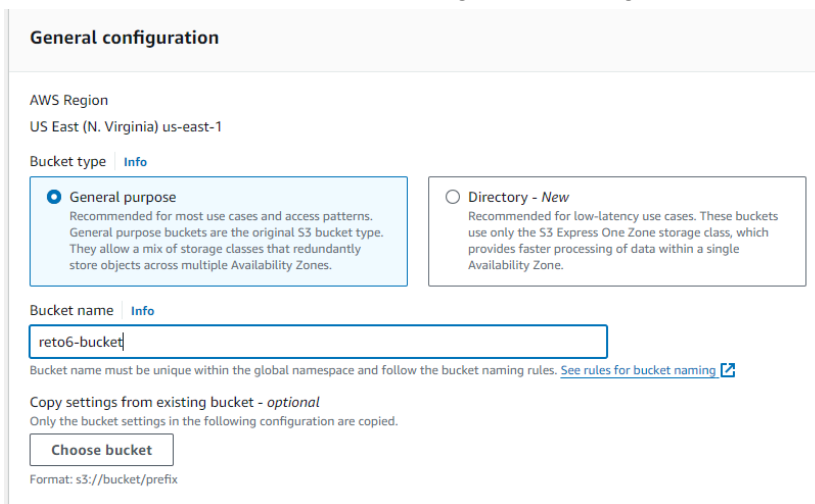 General configuration
AWS Region
US East (N. Virginia) us-east-1
Bucket type Info
General purpose
Recommended for most use cases and access patterns.
General purpose buckets are the original S3 bucket type.
They allow a mix of storage classes that redundantly
store objects across multiple Availability Zones.
Directory - New
Recommended for low-latency use cases. These buckets
use only the S3 Express One Zone storage class, which
provides faster processing of data within a single
Availability Zone.
Bucket name Info
reto6-bucket
Bucket name must be unique within the global namespace and follow the bucket naming rules. See rules for bucket naming
Copy settings from existing bucket - optional
Only the bucket settings in the following configuration are copied.
Choose bucket
Format: s3://bucket/prefix